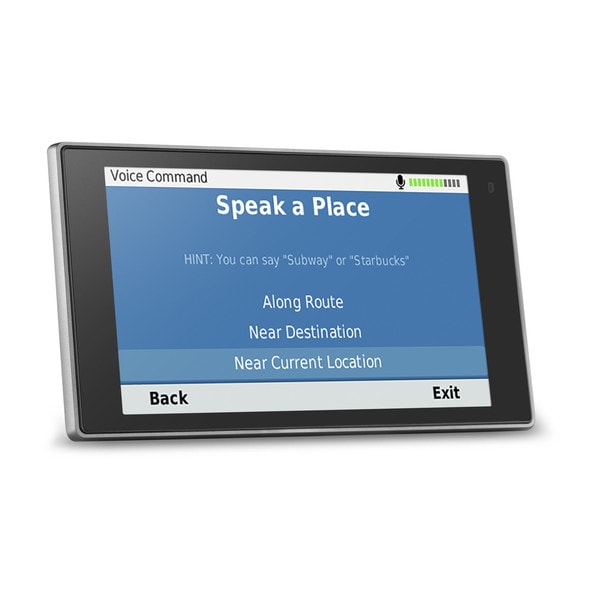 Voice Command
Speak a Place
HINT: You can say "Subway" or "Starbucks"
Along Route
Near Destination
Near Current Location
Back
Exit